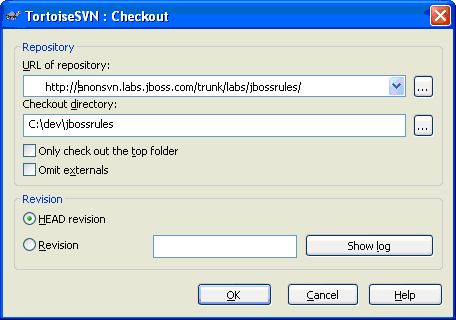 TortoiseSVN : Checkout
Repository
URL of repository:
http://anonsvn.labs.jboss.com/trunk/labs/jbossrules/
...
Checkout directory:
C:\dev\jbossrules
...
Only check out the top folder
Omit externals
Revision
HEAD revision
Revision
Show log
OK
Cancel
Help